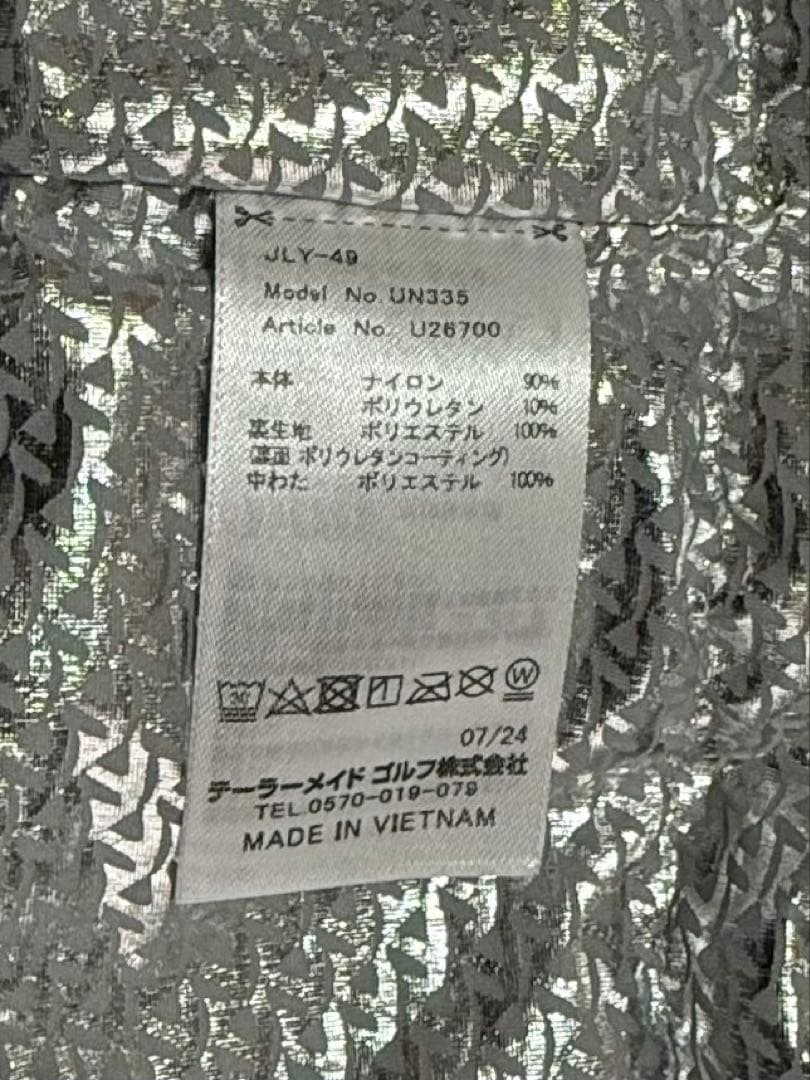 JLY-49
Model No. UN335
Article No. U26700
本体 ナイロン 90%
ポリウレタン 10%
裏生地 ポリエステル 100%
(裏面 ポリウレタンコーティング)
中わた ポリエステル 100%
30
W
07/24
テーラーメイド ゴルフ株式会社
TEL.0570-019-079
MADE IN VIETNAM